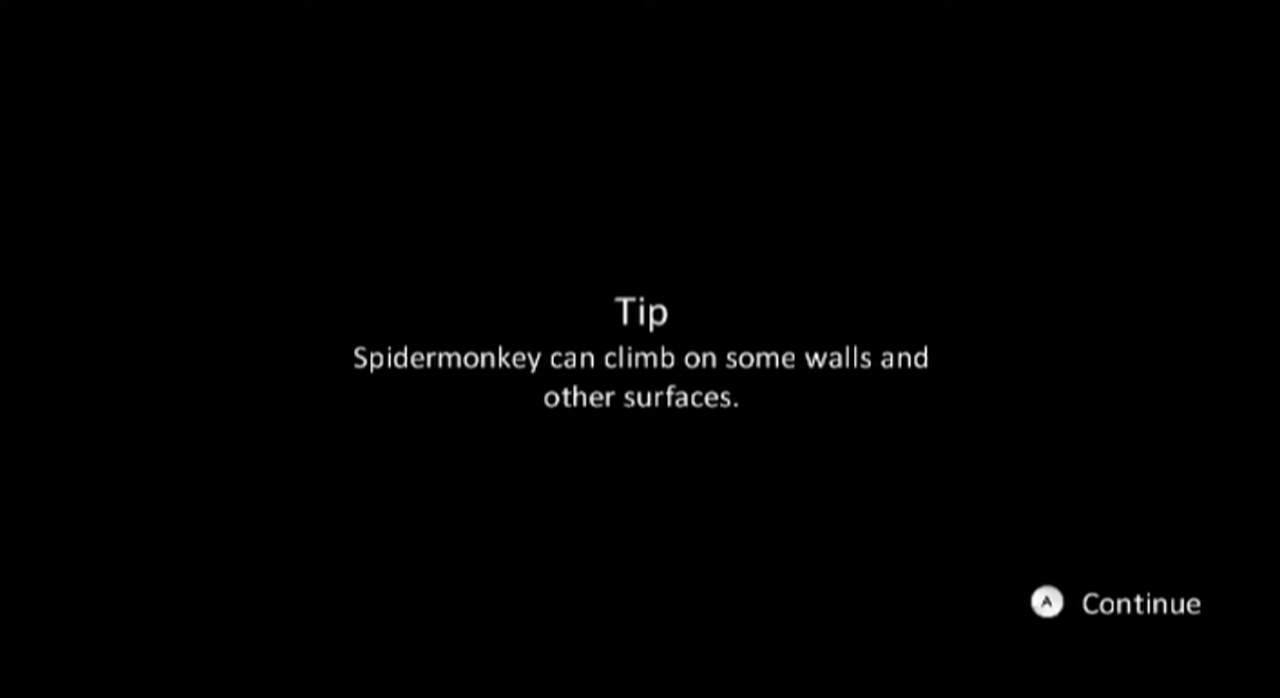 Tip
Spidermonkey can climb on some walls and
other surfaces.
A Continue